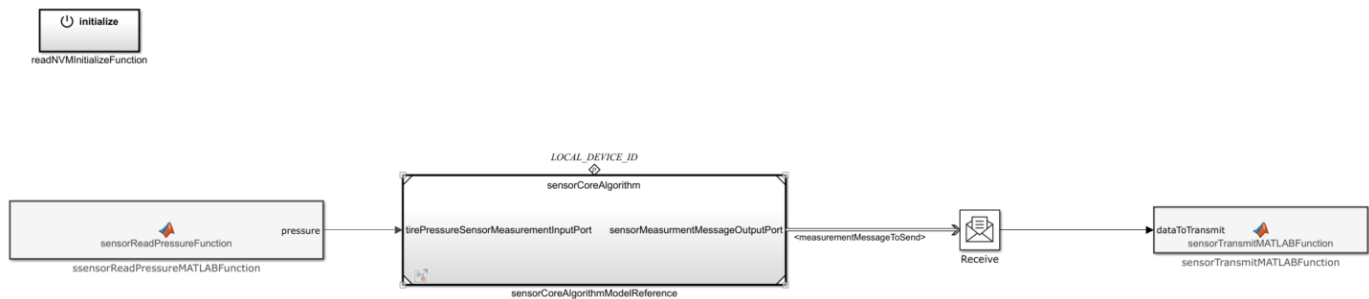 initialize
readNVMInitializeFunction
LOCAL_DEVICE_ID
sensorCoreAlgorithm
sensorReadPressureFunction
pressure
ssensorReadPressureMATLABFunction
tirePressureSensorMeasurementInputPort
sensorMeasurmentMessageOutputPort
sensorCoreAlgorithmModelReference
<measurementMessageToSend>
Receive
dataToTransmit
sensorTransmitMATLABFunction
sensorTransmitMATLABFunction